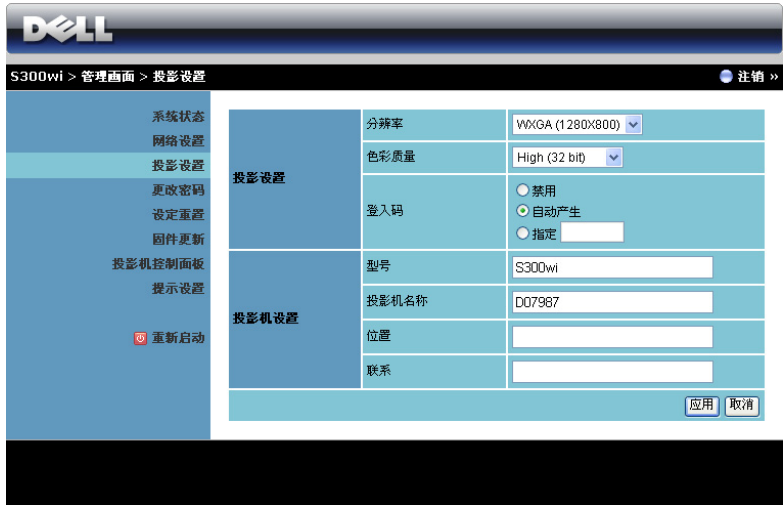 DELL
S300wi > 管理画面 > 投影设置
注销 »
系统状态
网络设置
投影设置
更改密码
设定重置
固件更新
投影机控制面板
提示设置
重新启动
投影设置
分辨率
WXGA (1280X800)
色彩质量
High (32 bit)
登入码
禁用
自动产生
指定
投影机设置
型号
S300wi
投影机名称
D07987
位置
联系
应用 取消